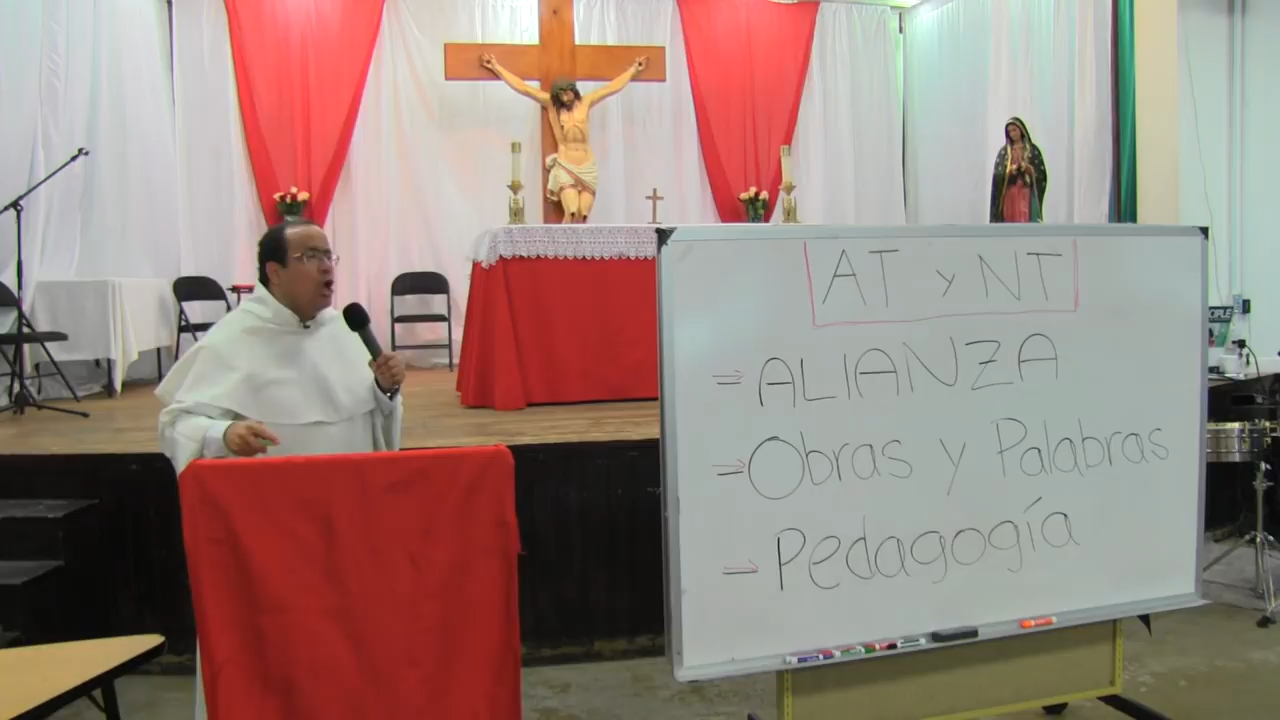 AT y NT
⇒ ALIANZA
⇒ Obras y Palabras
⇒ Pedagogía